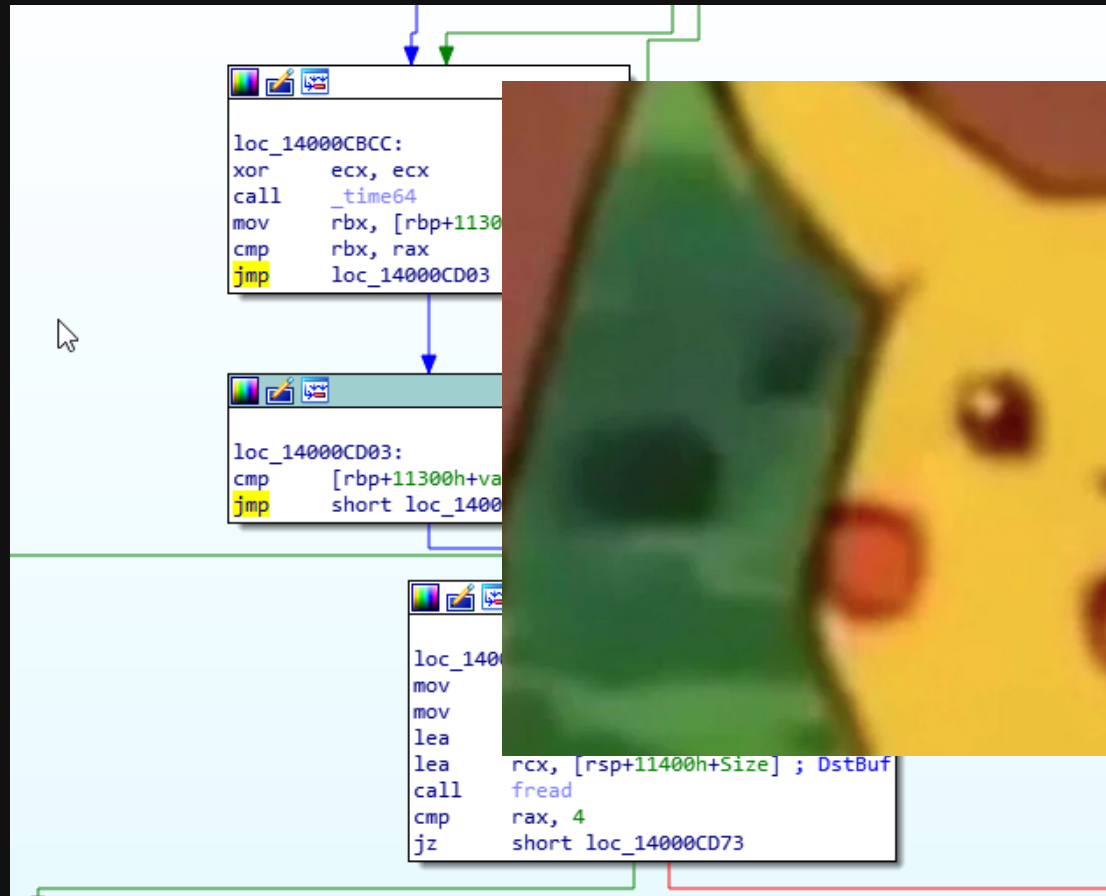 loc_14000CBCC:
xor ecx, ecx
call _time64
mov rbx, [rbp+1130
cmp rbx, rax
jmp loc_14000CD03
loc_14000CD03:
cmp [rbp+11300h+va
jmp short loc_1400
loc_140
mov
mov
lea
lea rcx, [rsp+11400h+Size] ; DstBuf
call fread
cmp rax, 4
jz short loc_14000CD73